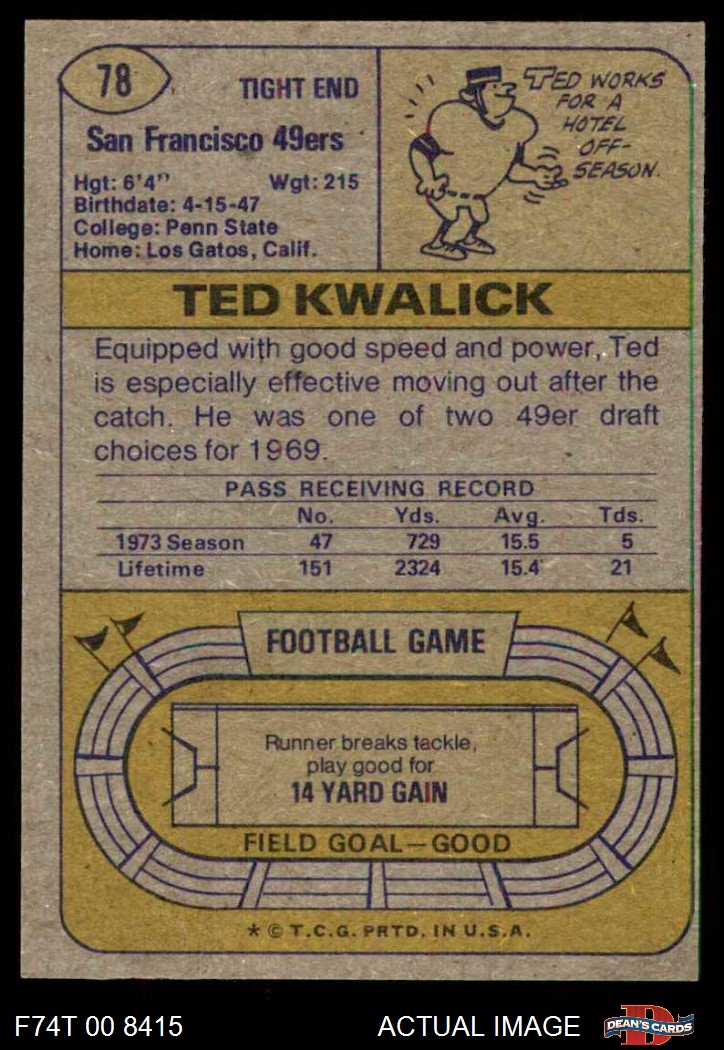 78
TIGHT END
San Francisco 49ers
Hgt: 6'4" Wgt: 215
Birthdate: 4-15-47
College: Penn State
Home: Los Gatos, Calif.
TED WORKS
FOR A
HOTEL
OFF-
SEASON.
TED KWALICK
Equipped with good speed and power, Ted
is especially effective moving out after the
catch. He was one of two 49er draft
choices for 1969.
PASS RECEIVING RECORD
No. Yds. Avg. Tds.
1973 Season 47 729 15.5 5
Lifetime 151 2324 15.4 21
FOOTBALL GAME
Runner breaks tackle,
play good for
14 YARD GAIN
FIELD GOAL—GOOD
* © T.C.G. PRTD. IN U.S.A.
F74T 00 8415 ACTUAL IMAGE
D
DEAN'S CARDS